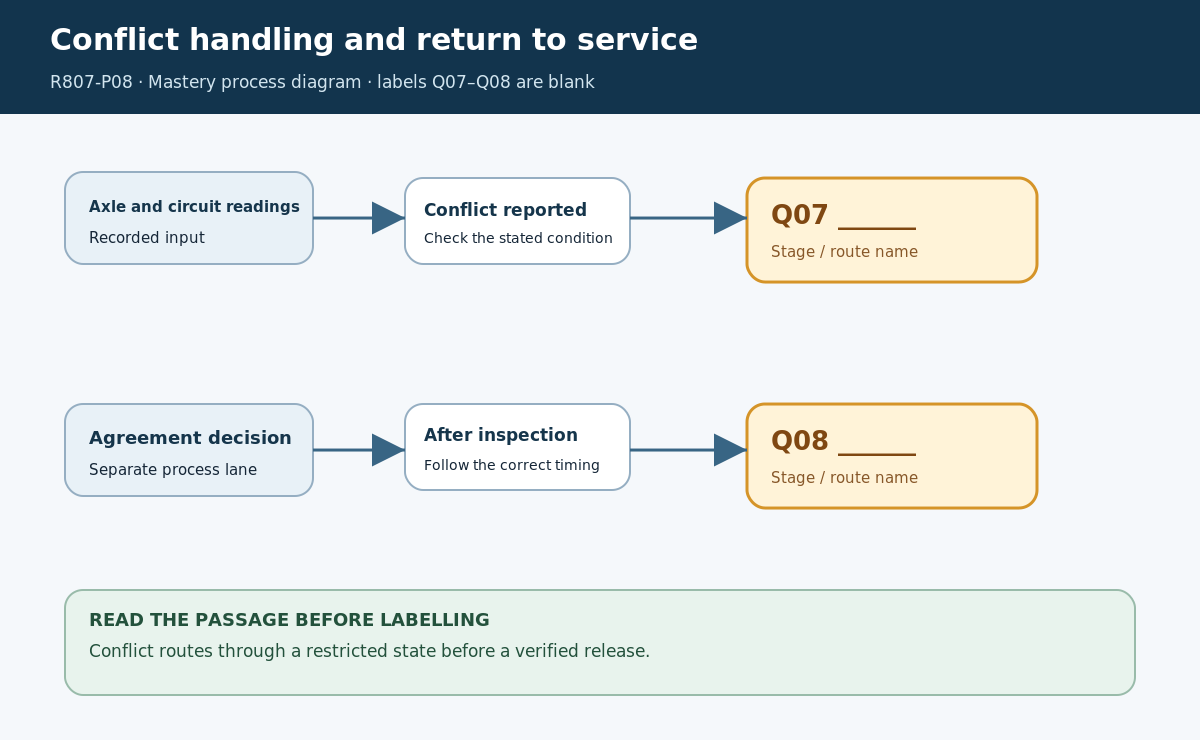 Conflict handling and return to service
R807-P08 · Mastery process diagram · labels Q07–Q08 are blank
Axle and circuit readings
Recorded input
Conflict reported
Check the stated condition
Q07 ______
Stage / route name
Agreement decision
Separate process lane
After inspection
Follow the correct timing
Q08 ______
Stage / route name
READ THE PASSAGE BEFORE LABELLING
Conflict routes through a restricted state before a verified release.